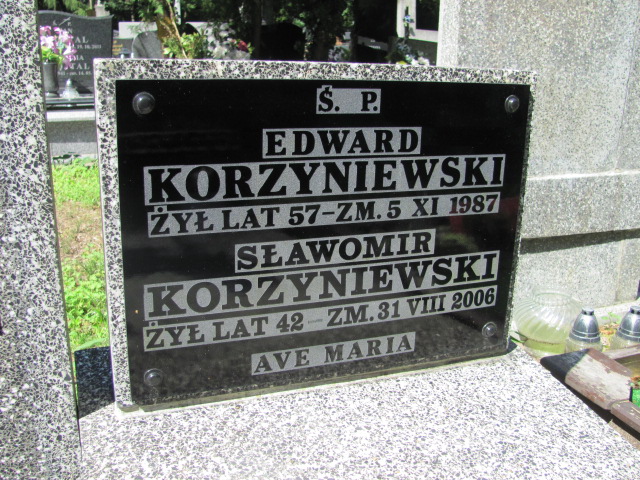 Ś. P.
EDWARD
KORZYNIEWSKI
ŻYŁ LAT 57-ZM. 5 XI 1987
SŁAWOMIR
KORZYNIEWSKI
ŻYŁ LAT 42 - ZM. 31 VIII 2006
AVE MARIA